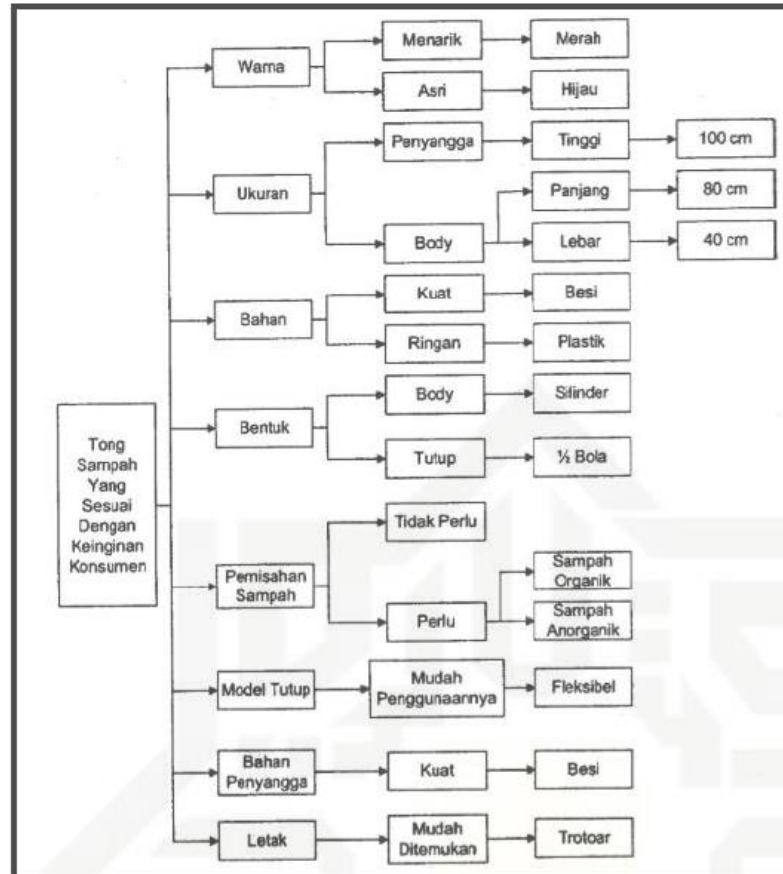 Warna
Menarik
Merah
Asri
Hijau
Ukuran
Penyangga
Tinggi
100 cm
Body
Panjang
80 cm
Lebar
40 cm
Bahan
Kuat
Besi
Ringan
Plastik
Bentuk
Body
Silinder
Tutup
½ Bola
Tong
Sampah
Yang
Sesuai
Dengan
Keinginan
Konsumen
Pemisahan
Sampah
Tidak Perlu
Perlu
Sampah
Organik
Sampah
Anorganik
Model Tutup
Mudah
Penggunaannya
Fleksibel
Bahan
Penyangga
Kuat
Besi
Letak
Mudah
Ditemukan
Trotoar